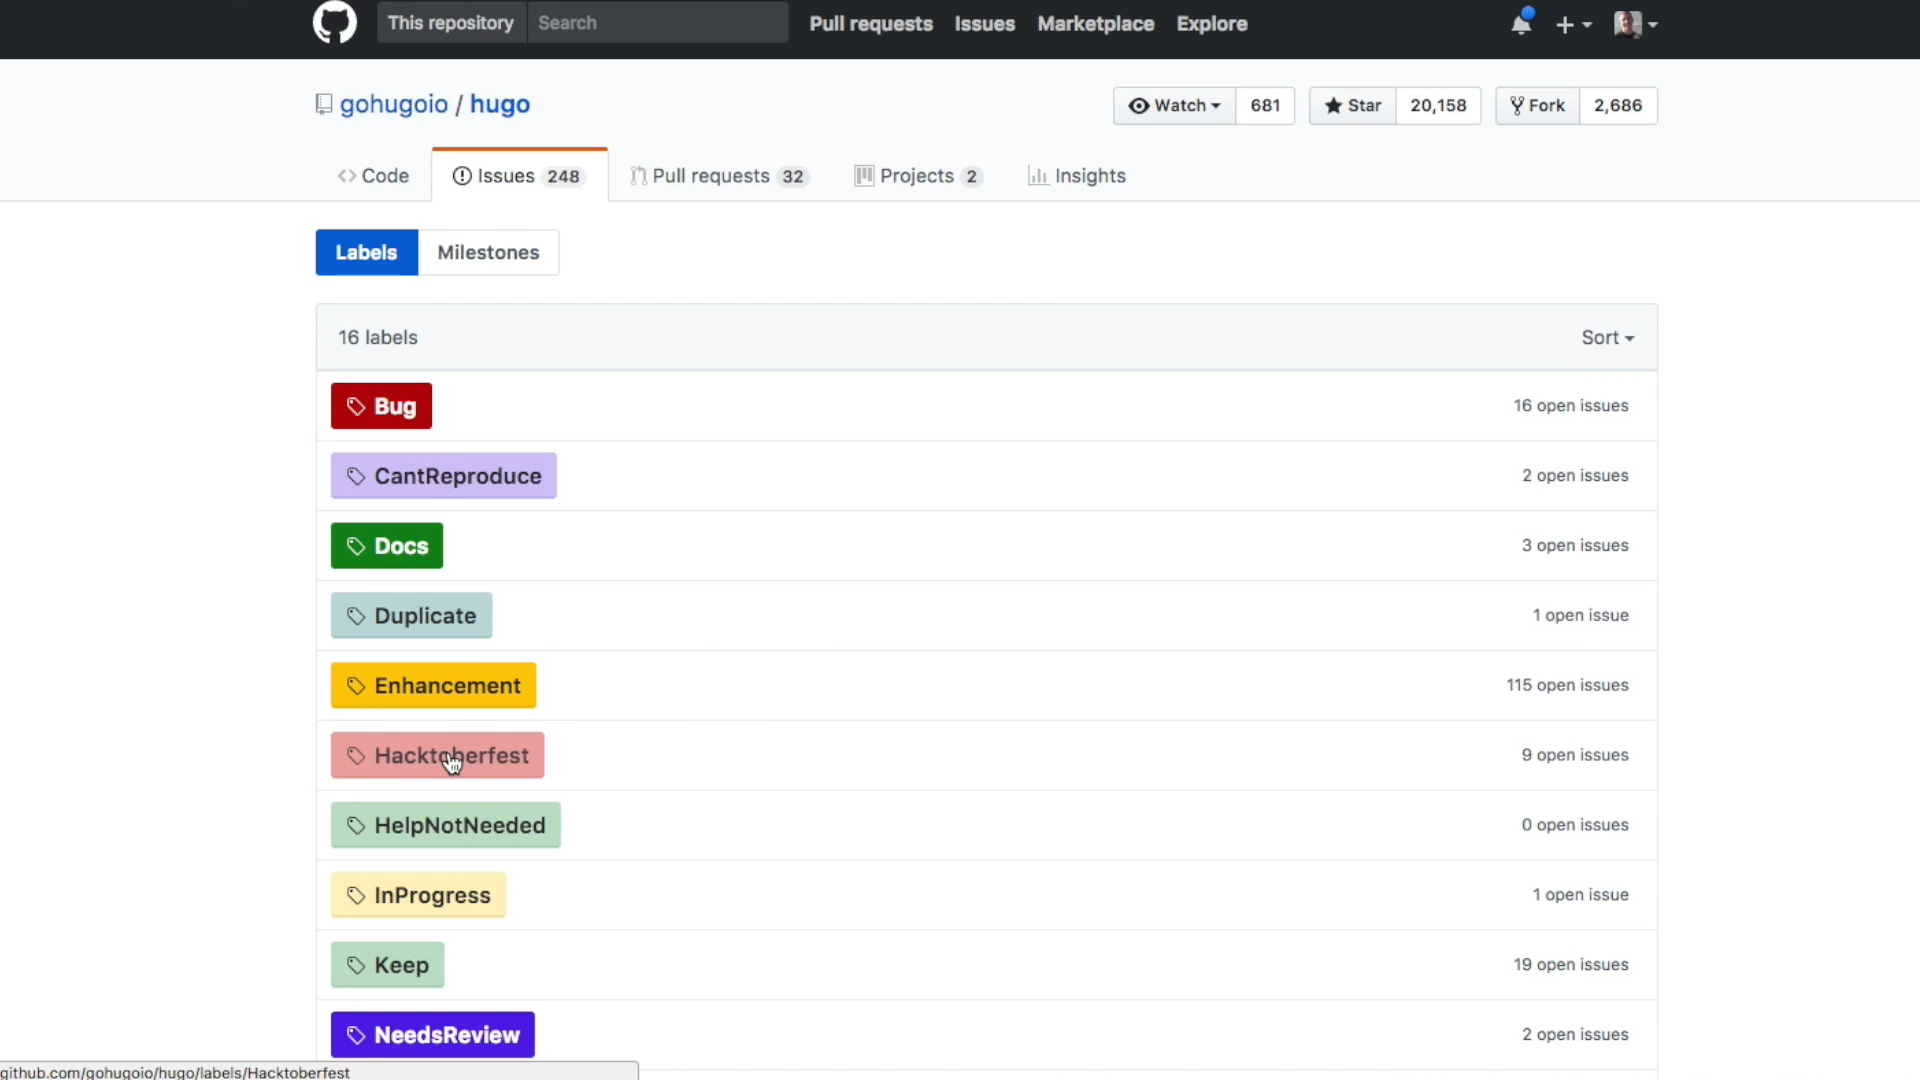 This repository Search Pull requests Issues Marketplace Explore
gohugoio / hugo Watch 681 Star 20,158 Fork 2,686
Code Issues 248 Pull requests 32 Projects 2 Insights
Labels Milestones
16 labels Sort
Bug 16 open issues
CantReproduce 2 open issues
Docs 3 open issues
Duplicate 1 open issue
Enhancement 115 open issues
Hacktoberfest 9 open issues
HelpNotNeeded 0 open issues
InProgress 1 open issue
Keep 19 open issues
NeedsReview 2 open issues
github.com/gohugoio/hugo/labels/Hacktoberfest